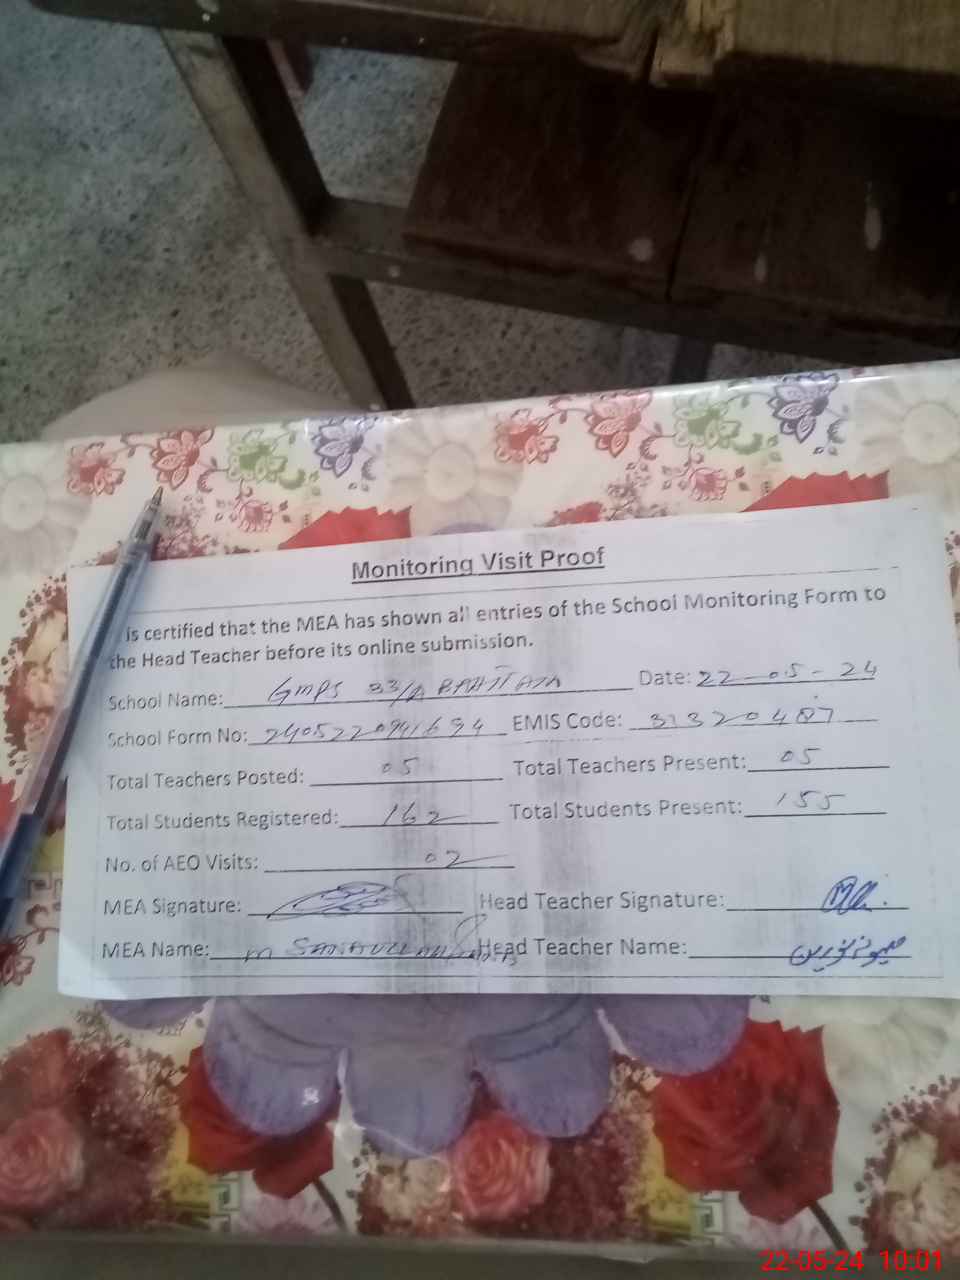 Monitoring Visit Proof
is certified that the MEA has shown all entries of the School Monitoring Form to
the Head Teacher before its online submission.
School Name: GMPS 33/A Date: 22-05-24
School Form No: EMIS Code: 31320487
Total Teachers Posted: 05 Total Teachers Present: 05
Total Students Registered: 162 Total Students Present: 155
No. of AEO Visits: 02
MEA Signature: Head Teacher Signature:
MEA Name: M SANAULLAH Head Teacher Name:
22-05-24 10:01